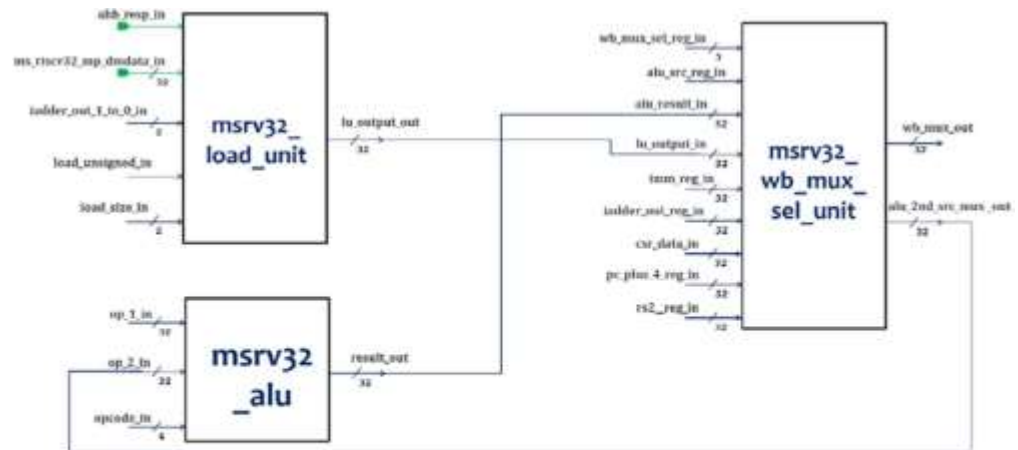 ahb_resp_in
ms_riscv32_mp_dmdata_in
32
iadder_out_1_to_0_in
2
load_unsigned_in
load_size_in
2
msrv32_
load_unit
lu_output_out
32
op_1_in
32
op_2_in
32
opcode_in
4
msrv32
_alu
result_out
32
wb_mux_sel_reg_in
3
alu_src_reg_in
alu_result_in
32
lu_output_in
32
imm_reg_in
32
iadder_out_reg_in
32
csr_data_in
32
pc_plus_4_reg_in
32
rs2_reg_in
32
msrv32_
wb_mux_
sel_unit
wb_mux_out
32
alu_2nd_src_mux_out
32